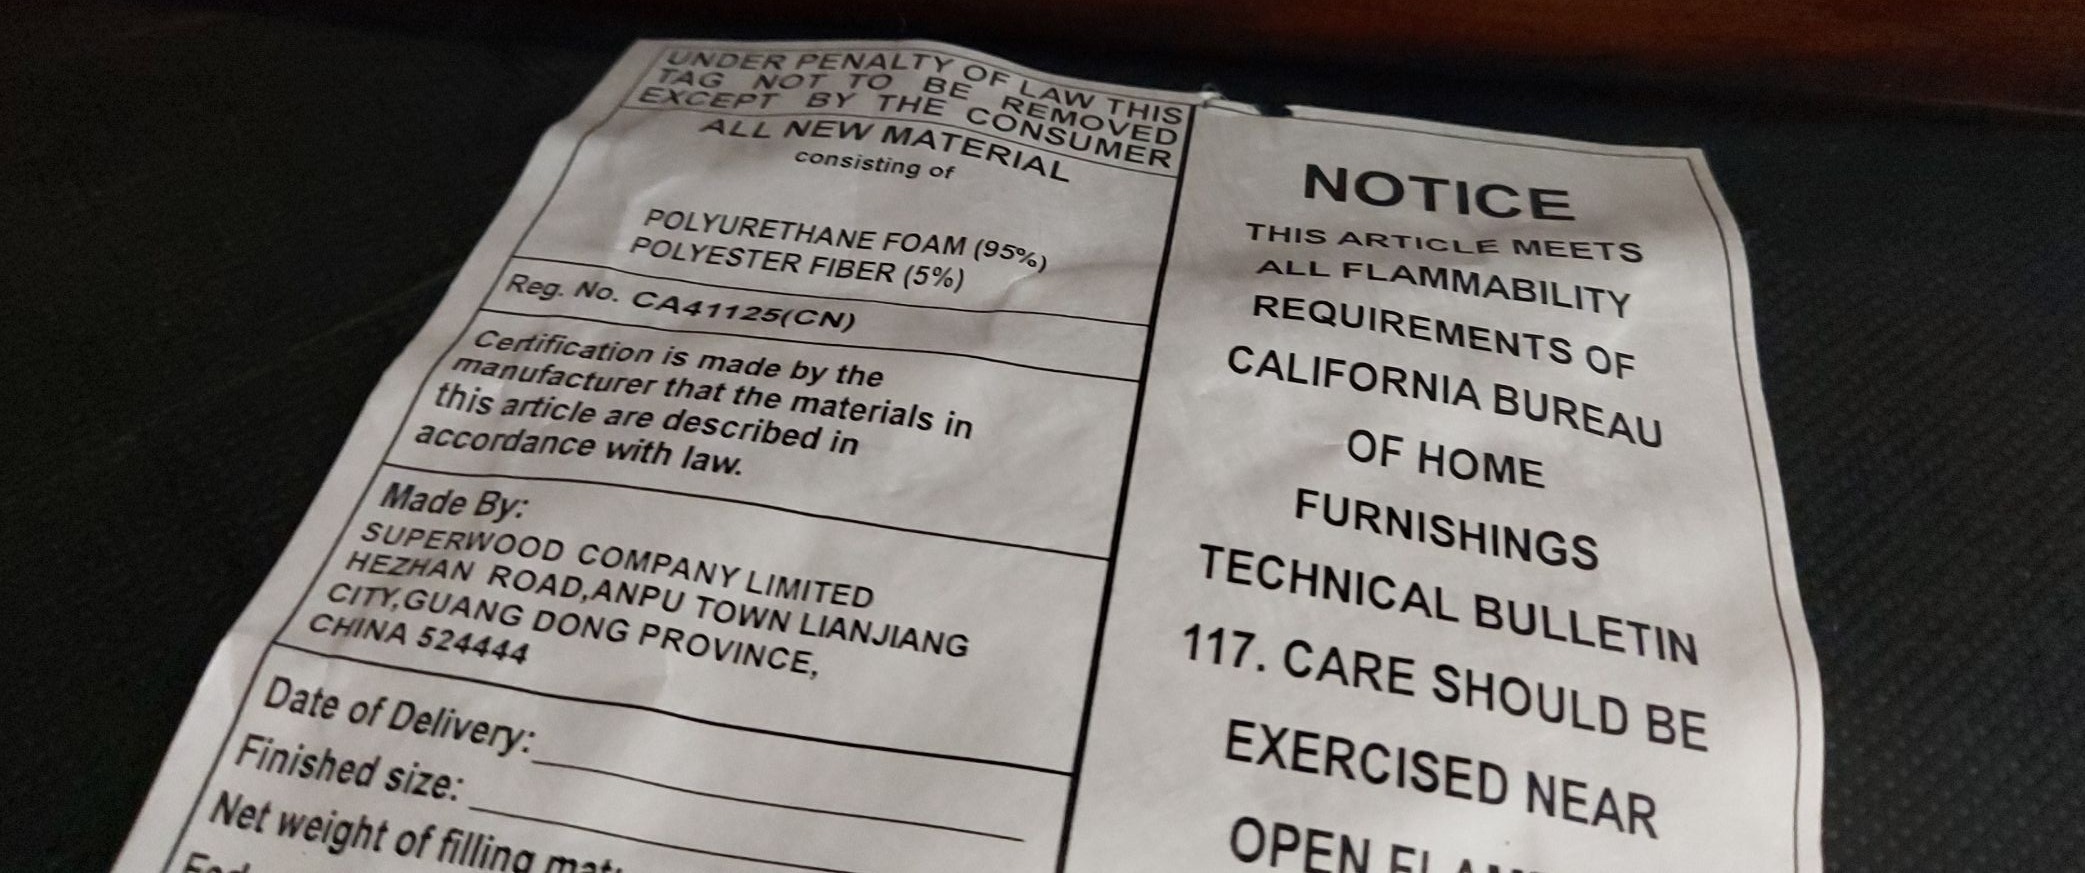 UNDER PENALTY OF LAW THIS
TAG NOT TO BE REMOVED
EXCEPT BY THE CONSUMER
ALL NEW MATERIAL
consisting of
POLYURETHANE FOAM (95%)
POLYESTER FIBER (5%)
Reg. No. CA41125(CN)
Certification is made by the
manufacturer that the materials in
this article are described in
accordance with law.
Made By:
SUPERWOOD COMPANY LIMITED
HEZHAN ROAD,ANPU TOWN LIANJIANG
CITY,GUANG DONG PROVINCE,
CHINA 524444
Date of Delivery:
Finished size:
Net weight of filling
NOTICE
THIS ARTICLE MEETS
ALL FLAMMABILITY
REQUIREMENTS OF
CALIFORNIA BUREAU
OF HOME
FURNISHINGS
TECHNICAL BULLETIN
117. CARE SHOULD BE
EXERCISED NEAR
OPEN